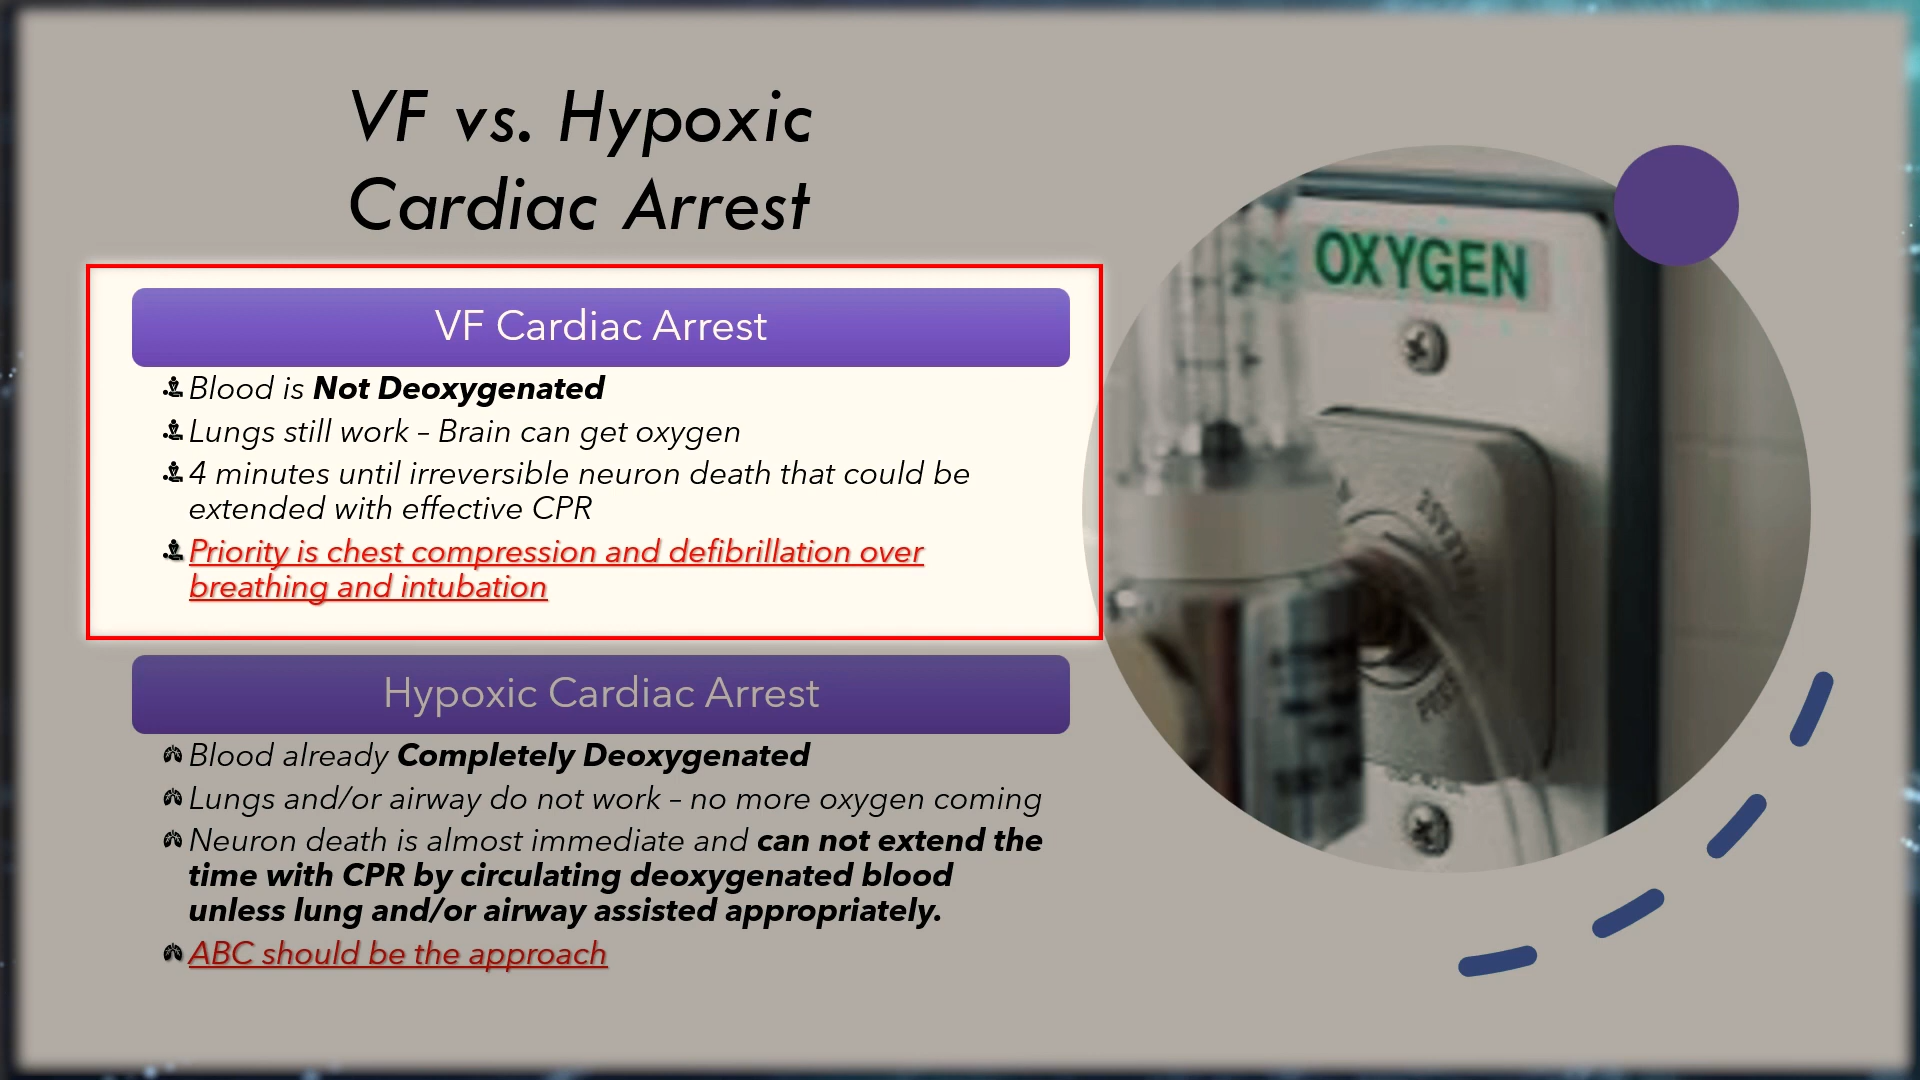 VF vs. Hypoxic
Cardiac Arrest
VF Cardiac Arrest
Blood is Not Deoxygenated
Lungs still work – Brain can get oxygen
4 minutes until irreversible neuron death that could be
extended with effective CPR
Priority is chest compression and defibrillation over
breathing and intubation
Hypoxic Cardiac Arrest
Blood already Completely Deoxygenated
Lungs and/or airway do not work – no more oxygen coming
Neuron death is almost immediate and can not extend the
time with CPR by circulating deoxygenated blood
unless lung and/or airway assisted appropriately.
ABC should be the approach
OXYGEN